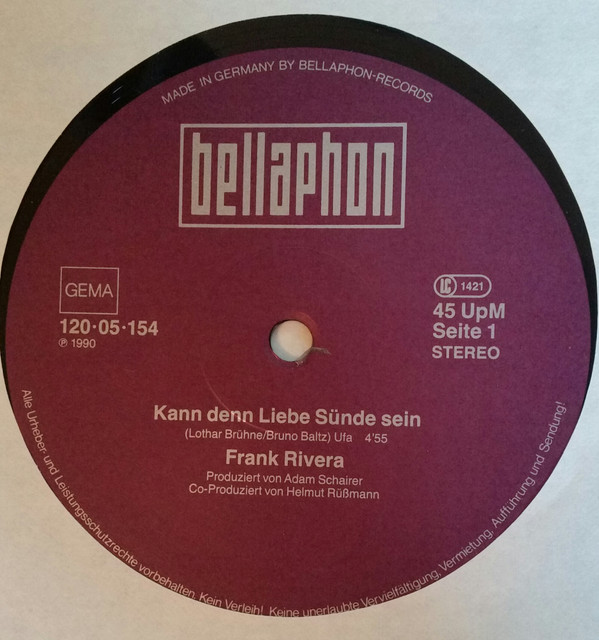 MADE IN GERMANY BY BELLAPHON-RECORDS
bellaphon
GEMA
120·05·154
℗ 1990
LC 1421
45 UpM
Seite 1
STEREO
Kann denn Liebe Sünde sein
(Lothar Brühne/Bruno Baltz) Ufa 4'55
Frank Rivera
Produziert von Adam Schairer
Co-Produziert von Helmut Rüßmann
Alle Urheber- und Leistungsschutzrechte vorbehalten. Kein Verleih! Keine unerlaubte Vervielfältigung, Vermietung, Aufführung und Sendung!